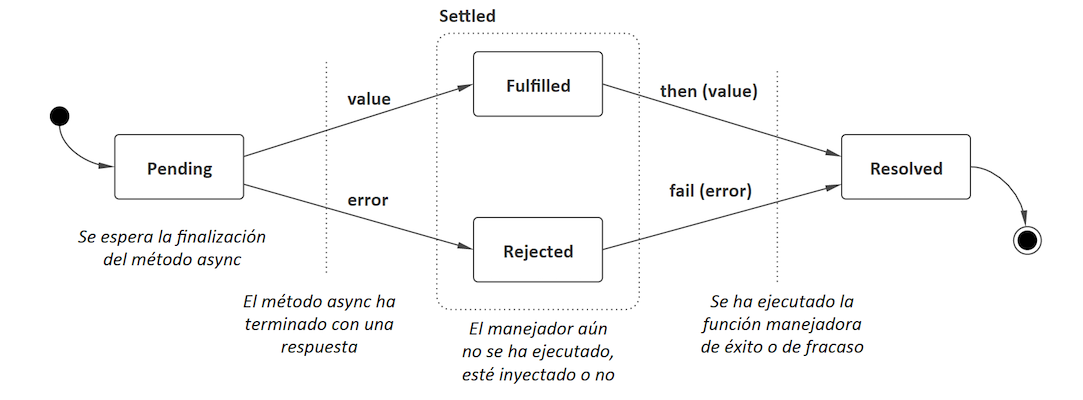 Settled
Fulfilled
value
then (value)
Pending
Resolved
error
fail (error)
Rejected
Se espera la finalización
del método async
El método async ha
terminado con una
respuesta
El manejador aún
no se ha ejecutado,
esté inyectado o no
Se ha ejecutado la
función manejadora
de éxito o de fracaso